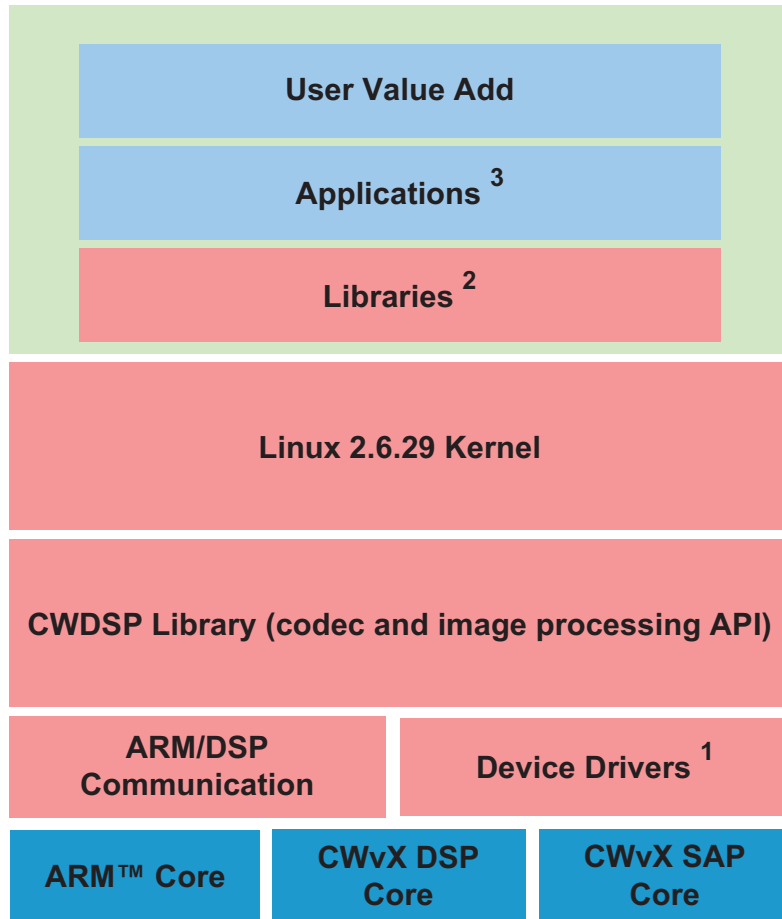 User Value Add
Applications 3
Libraries 2
Linux 2.6.29 Kernel
CWDSP Library (codec and image processing API)
ARM/DSP
Communication
Device Drivers 1
ARM™ Core
CWvX DSP
Core
CWvX SAP
Core